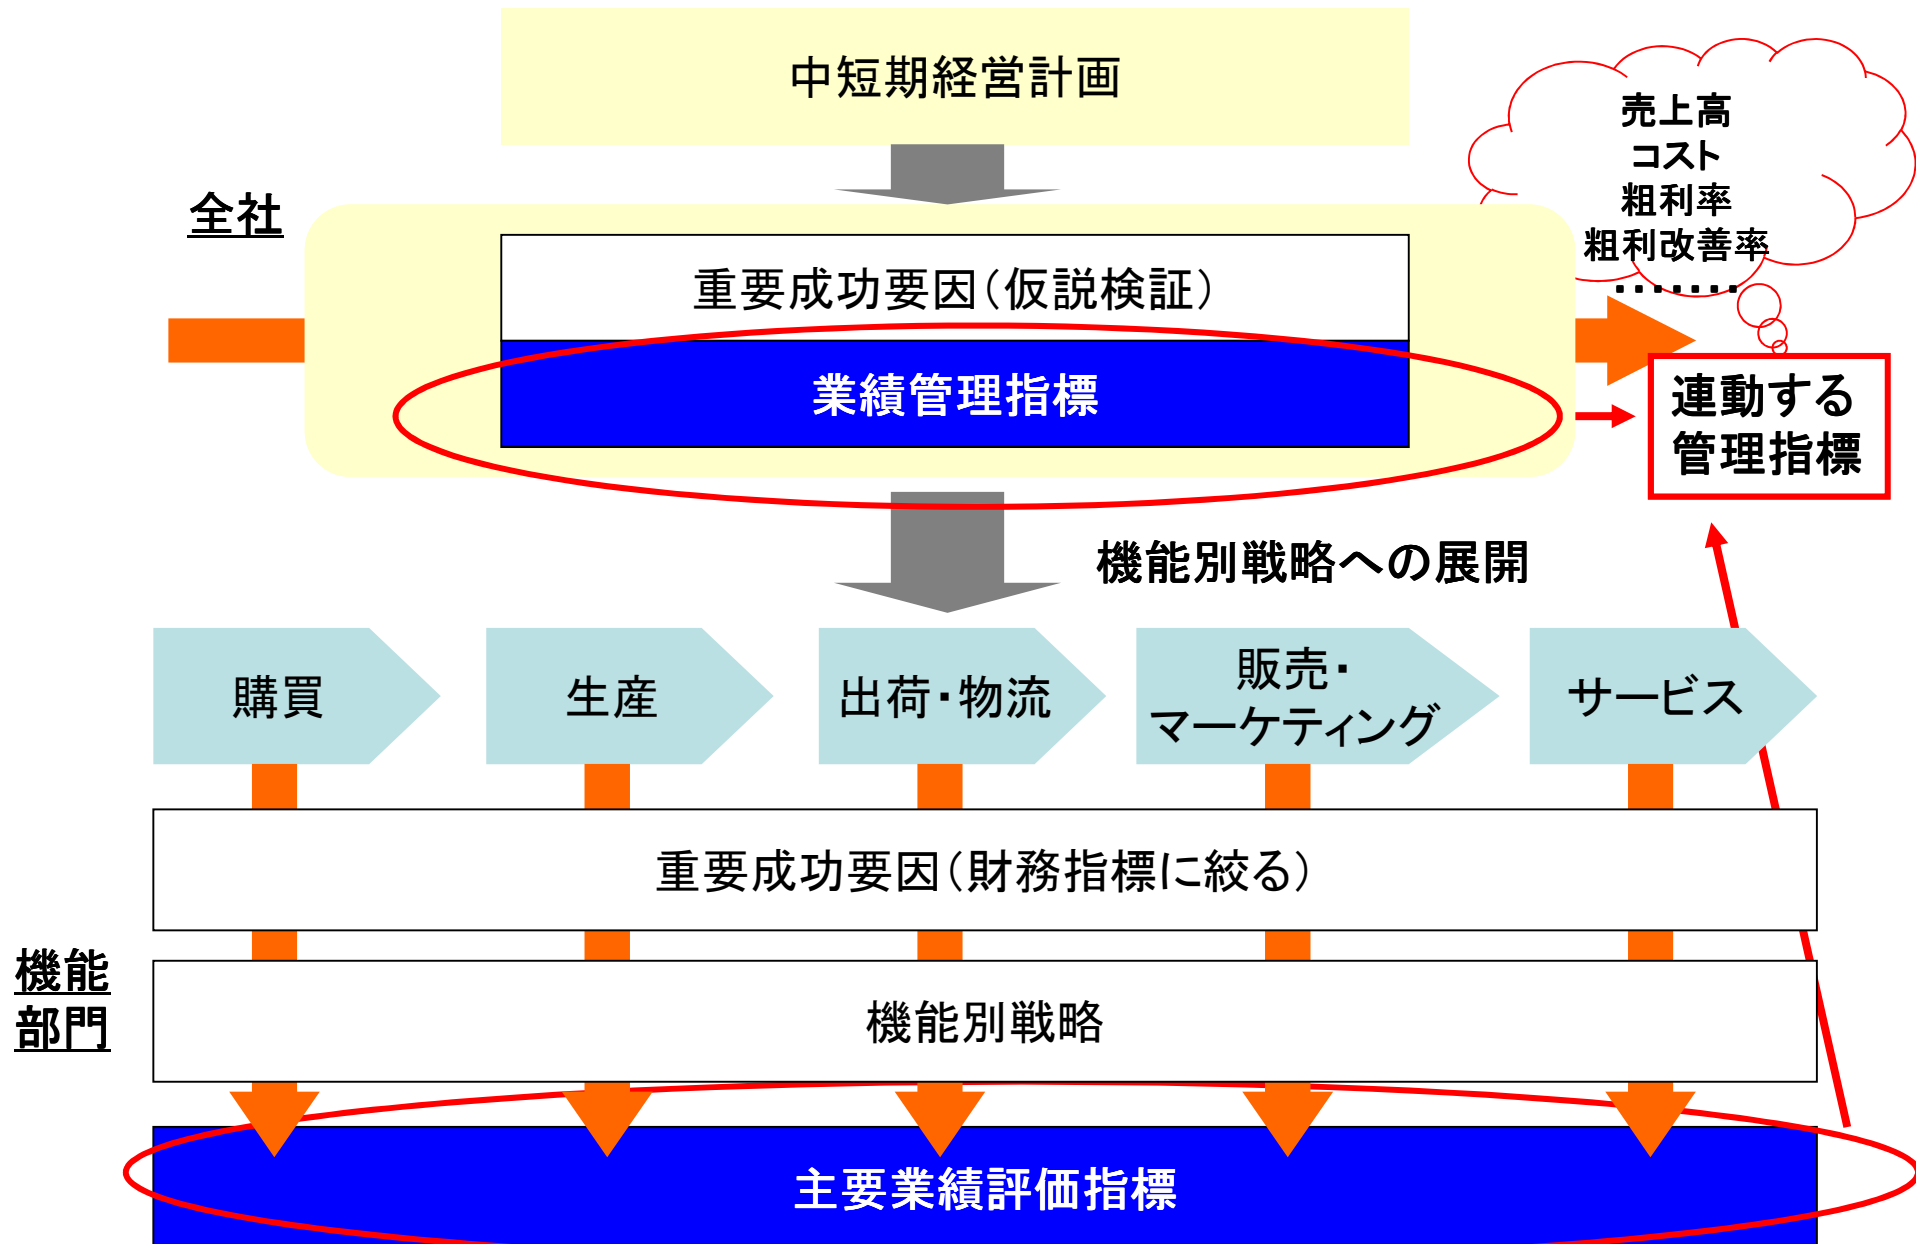 中短期経営計画
売上高
コスト
粗利率
粗利改善率
・・・・・・・
全社
重要成功要因（仮説検証）
業績管理指標
連動する
管理指標
機能別戦略への展開
購買
生産
出荷・物流
販売・
マーケティング
サービス
重要成功要因（財務指標に絞る）
機能
部門
機能別戦略
主要業績評価指標